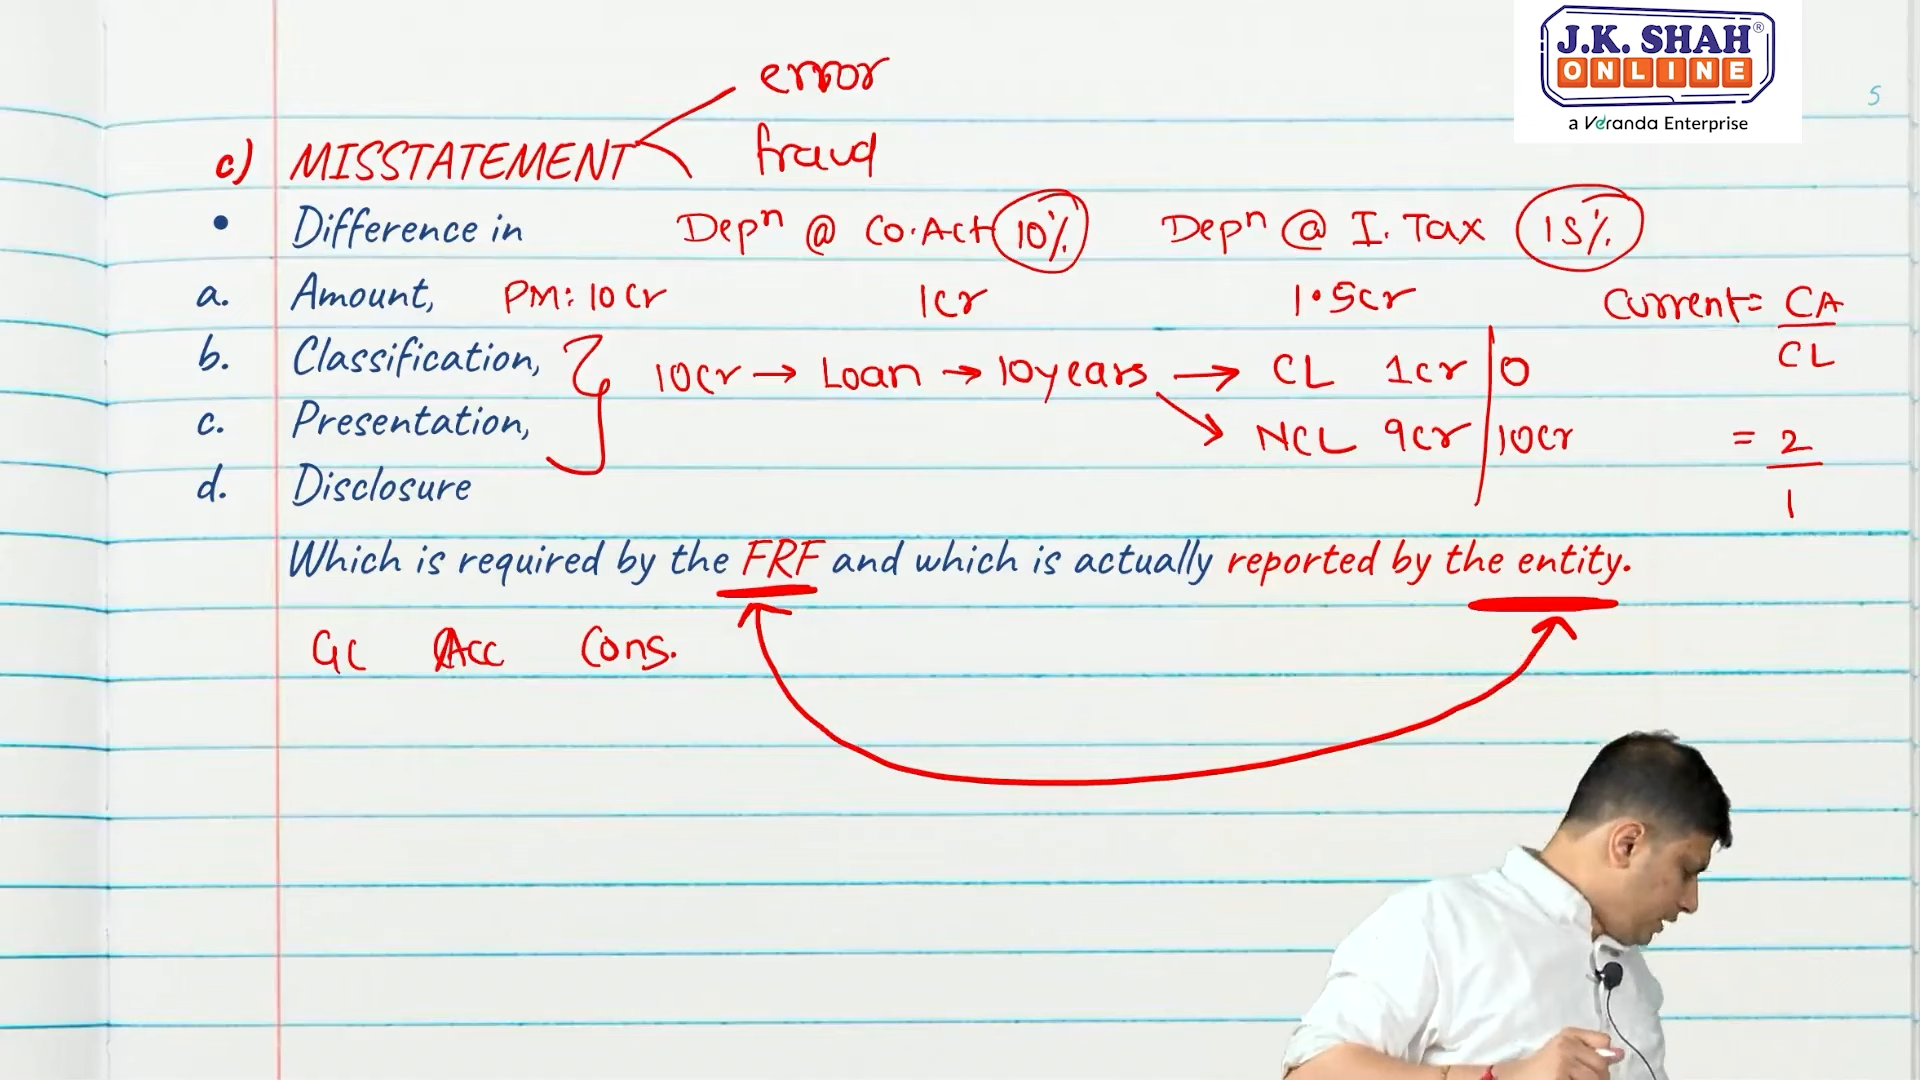 J.K. SHAH®
ONLINE
a Veranda Enterprise
5
error
c) MISSTATEMENT fraud
• Difference in Depⁿ @ Co. Act 10% Depⁿ @ I. Tax 15%
a. Amount, PM: 10 Cr 1cr 1.5cr Current = CA
CL
b. Classification, 10cr → Loan → 10years → CL 1cr 0
c. Presentation, NCL 9cr 10cr = 2
1
d. Disclosure
Which is required by the FRF and which is actually reported by the entity.
GC Acc Cons.